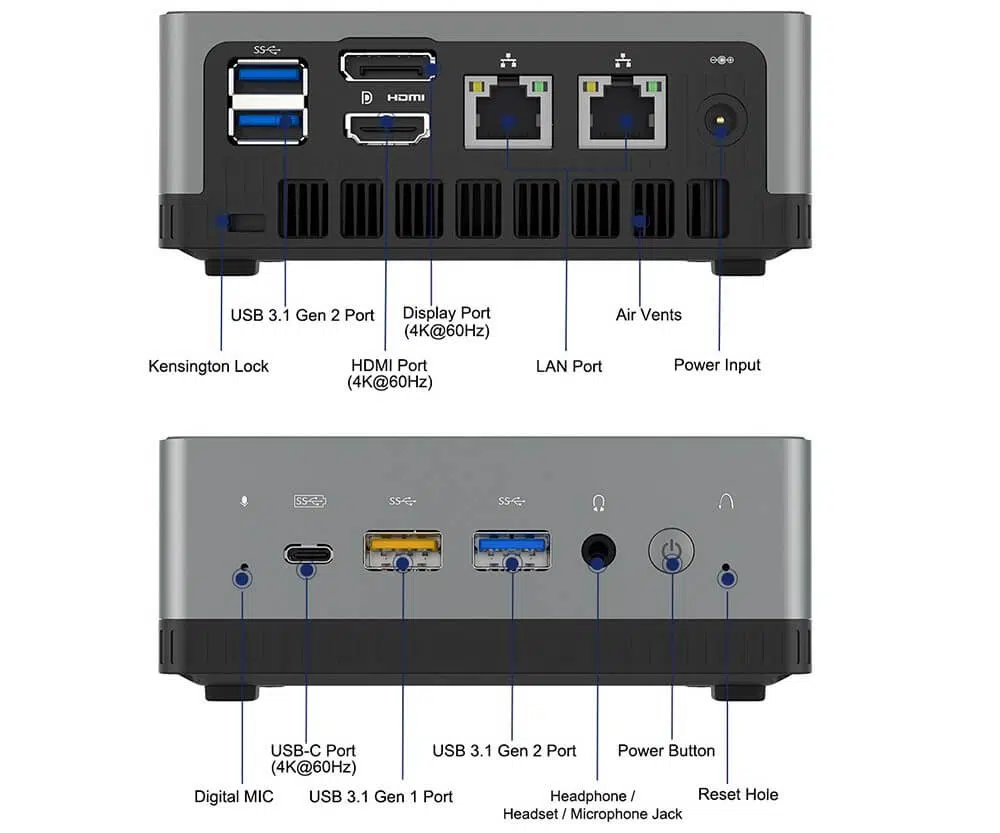 SS
HDMI
USB 3.1 Gen 2 Port
Display Port
(4K@60Hz)
Air Vents
Kensington Lock
HDMI Port
(4K@60Hz)
LAN Port
Power Input
SS
SS
SS
USB-C Port
(4K@60Hz)
USB 3.1 Gen 2 Port
Power Button
Digital MIC
USB 3.1 Gen 1 Port
Headphone /
Headset / Microphone Jack
Reset Hole